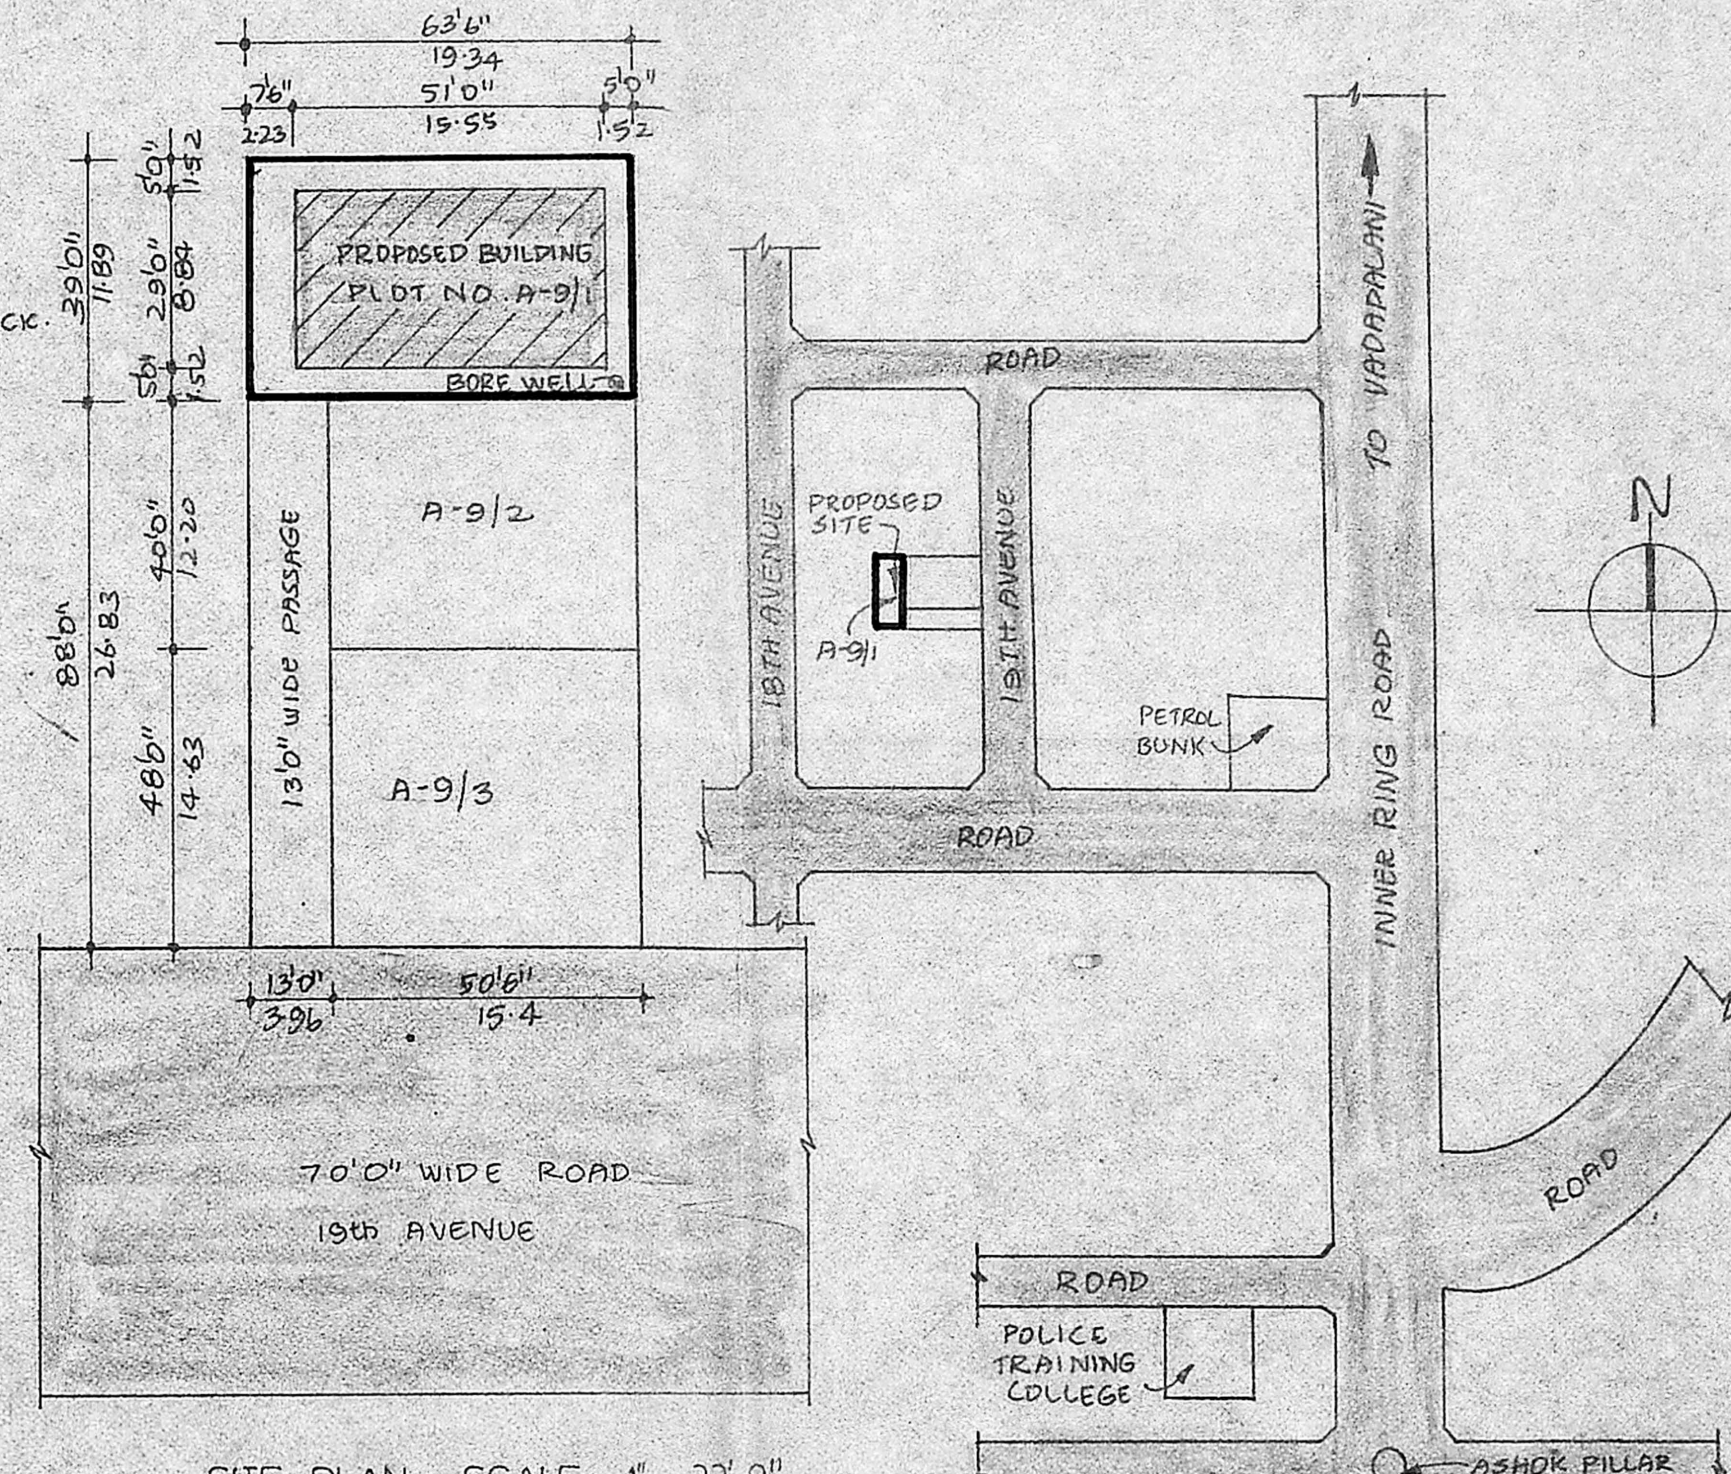 63'6"
19.34
7'6" 51'0" 5'0"
2.23 15.55 1.52
5'0"
1.52
39'0"
11.89
29'6"
8.84
5'0"
1.52
PROPOSED BUILDING
PLOT NO. A-9/1
BORE WELL
88'0"
26.83
40'0"
12.20
48'6"
14.63
13'0" WIDE PASSAGE
A-9/2
A-9/3
13'0" 50'6"
3.96 15.4
70'0" WIDE ROAD
19th AVENUE
ROAD
TO VADAPALANI
18TH AVENUE
PROPOSED
SITE
A-9/1
19TH AVENUE
PETROL
BUNK
INNER RING ROAD
N
ROAD
ROAD
ROAD
POLICE
TRAINING
COLLEGE
ASHOK PILLAR
SITE PLAN SCALE